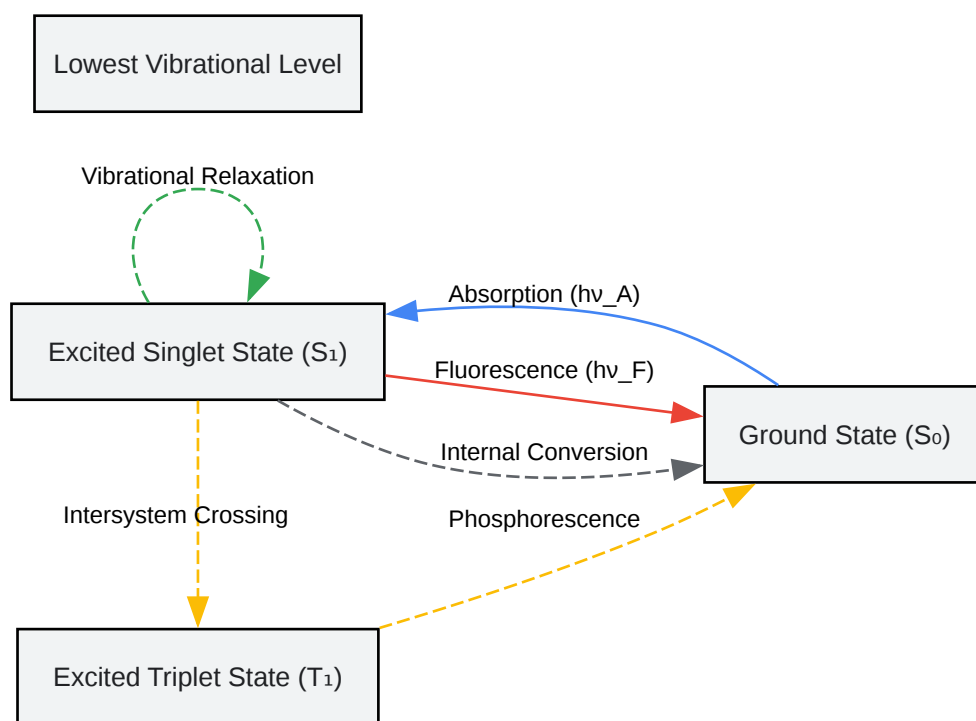 Lowest Vibrational Level
Vibrational Relaxation
Absorption (hν_A)
Excited Singlet State (S₁)
Fluorescence (hν_F)
Ground State (S₀)
Internal Conversion
Intersystem Crossing
Phosphorescence
Excited Triplet State (T₁)